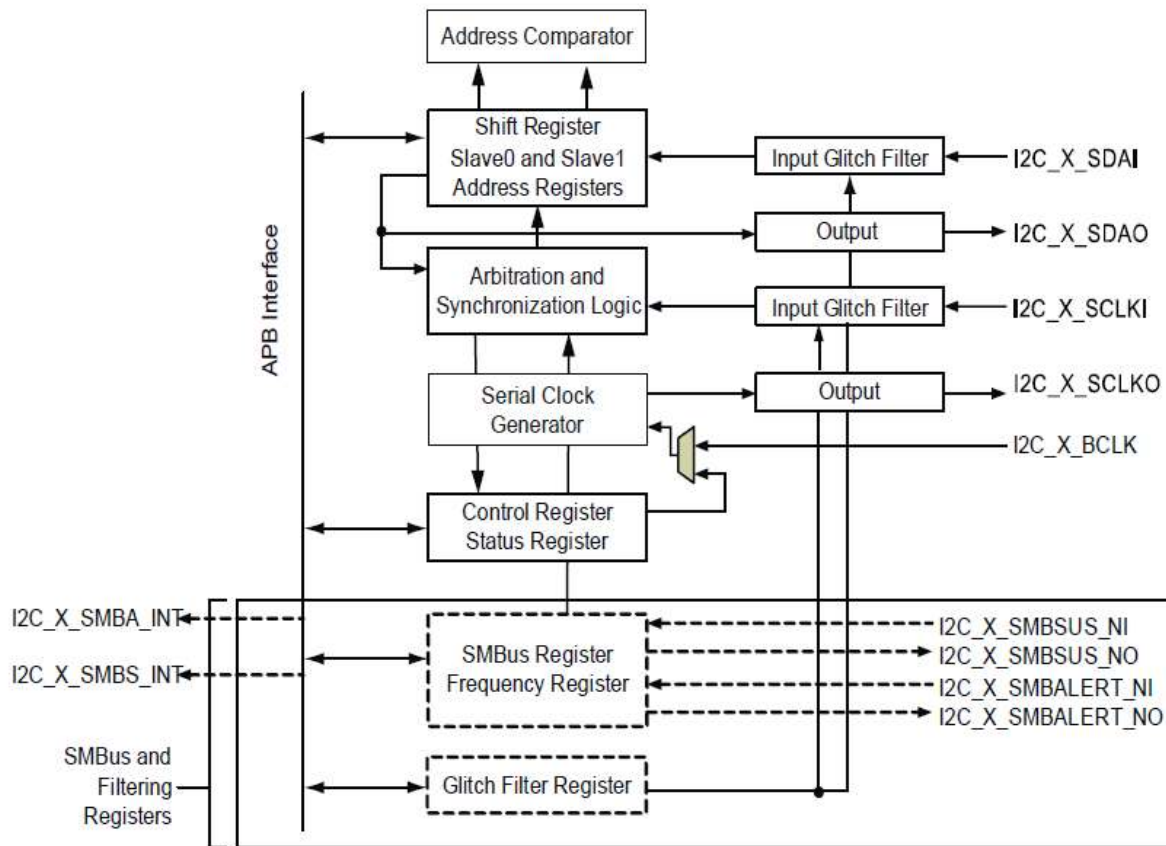 Address Comparator
Shift Register
Slave0 and Slave1
Address Registers
Input Glitch Filter
I2C_X_SDAI
Output
I2C_X_SDAO
APB Interface
Arbitration and
Synchronization Logic
Input Glitch Filter
I2C_X_SCLKI
Serial Clock
Generator
Output
I2C_X_SCLKO
I2C_X_BCLK
Control Register
Status Register
I2C_X_SMBA_INT
I2C_X_SMBS_INT
SMBus Register
Frequency Register
I2C_X_SMBSUS_NI
I2C_X_SMBSUS_NO
I2C_X_SMBALERT_NI
I2C_X_SMBALERT_NO
SMBus and
Filtering
Registers
Glitch Filter Register